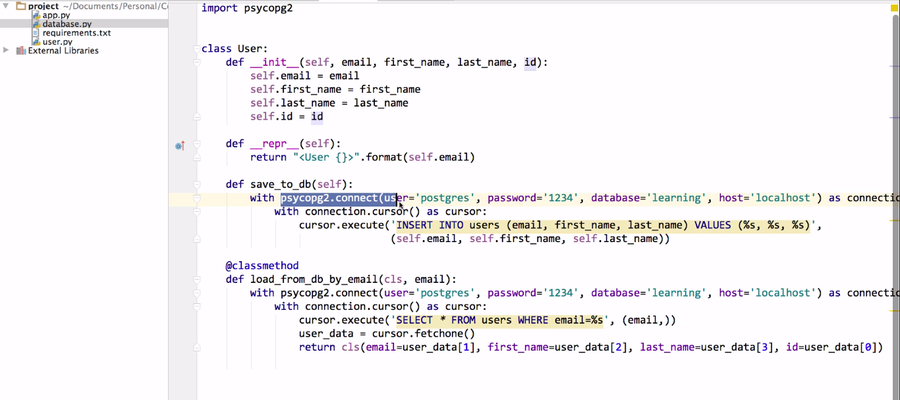 project ~/Documents/Personal/Co
app.py
database.py
requirements.txt
user.py
External Libraries
import psycopg2
class User:
def __init__(self, email, first_name, last_name, id):
self.email = email
self.first_name = first_name
self.last_name = last_name
self.id = id
def __repr__(self):
return "<User {}>".format(self.email)
def save_to_db(self):
with psycopg2.connect(user='postgres', password='1234', database='learning', host='localhost') as connectio
with connection.cursor() as cursor:
cursor.execute('INSERT INTO users (email, first_name, last_name) VALUES (%s, %s, %s)',
(self.email, self.first_name, self.last_name))
@classmethod
def load_from_db_by_email(cls, email):
with psycopg2.connect(user='postgres', password='1234', database='learning', host='localhost') as connectio
with connection.cursor() as cursor:
cursor.execute('SELECT * FROM users WHERE email=%s', (email,))
user_data = cursor.fetchone()
return cls(email=user_data[1], first_name=user_data[2], last_name=user_data[3], id=user_data[0])